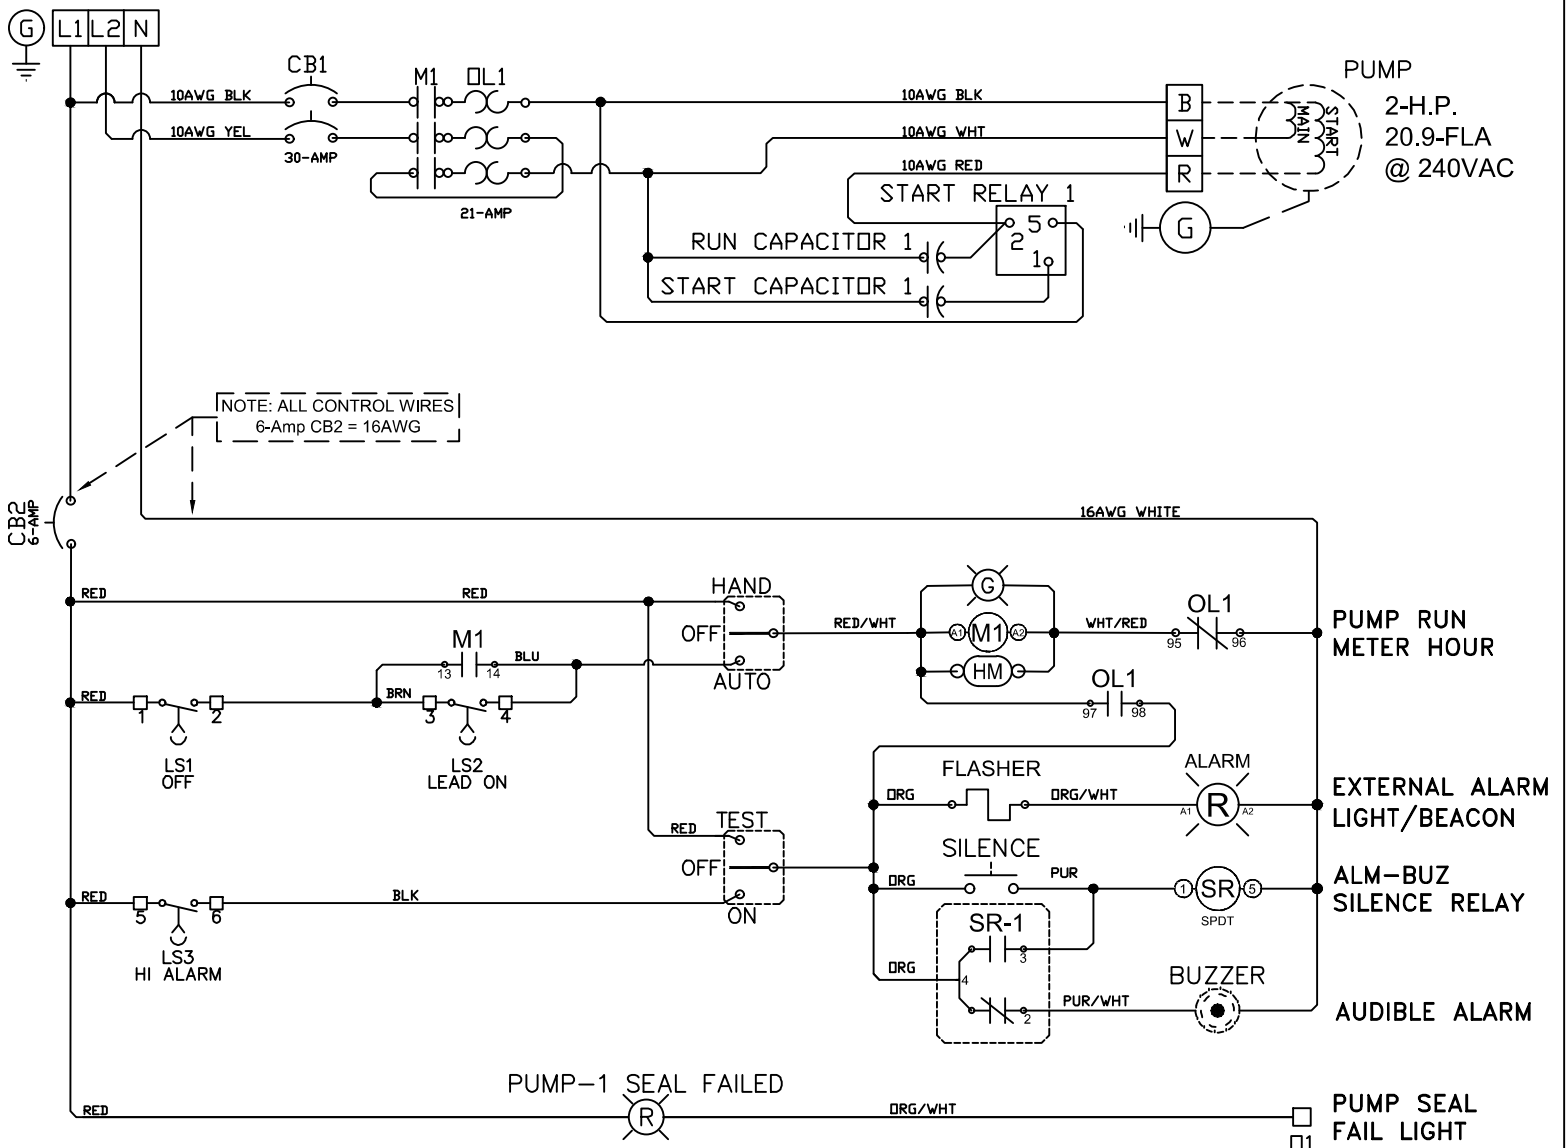 G L1 L2 N
CB1
M1 OL1
PUMP
10AWG BLK
10AWG BLK
B
2-H.P.
10AWG YEL
10AWG WHT
W
MAIN
START
20.9-FLA
30-AMP
10AWG RED
R
@ 240VAC
21-AMP
START RELAY 1
RUN CAPACITOR 1
5
2
1
G
START CAPACITOR 1
NOTE: ALL CONTROL WIRES
6-Amp CB2 = 16AWG
CB2
6-AMP
16AWG WHITE
RED
RED
HAND
G
OL1
PUMP RUN
METER HOUR
OFF
RED/WHT
A1 M1 A2
WHT/RED
95 96
M1
13 14
BLU
AUTO
HM
OL1
97 98
RED
1 2
BRN
3 4
LS1
OFF
LS2
LEAD ON
FLASHER
ALARM
EXTERNAL ALARM
LIGHT/BEACON
ORG
ORG/WHT
A1 R A2
TEST
RED
OFF
SILENCE
ORG
PUR
1 SR 5
SPDT
ALM-BUZ
SILENCE RELAY
RED
5 6
BLK
ON
LS3
HI ALARM
SR-1
3
ORG
4
2
PUR/WHT
BUZZER
AUDIBLE ALARM
PUMP-1 SEAL FAILED
RED
R
ORG/WHT
PUMP SEAL
FAIL LIGHT
1